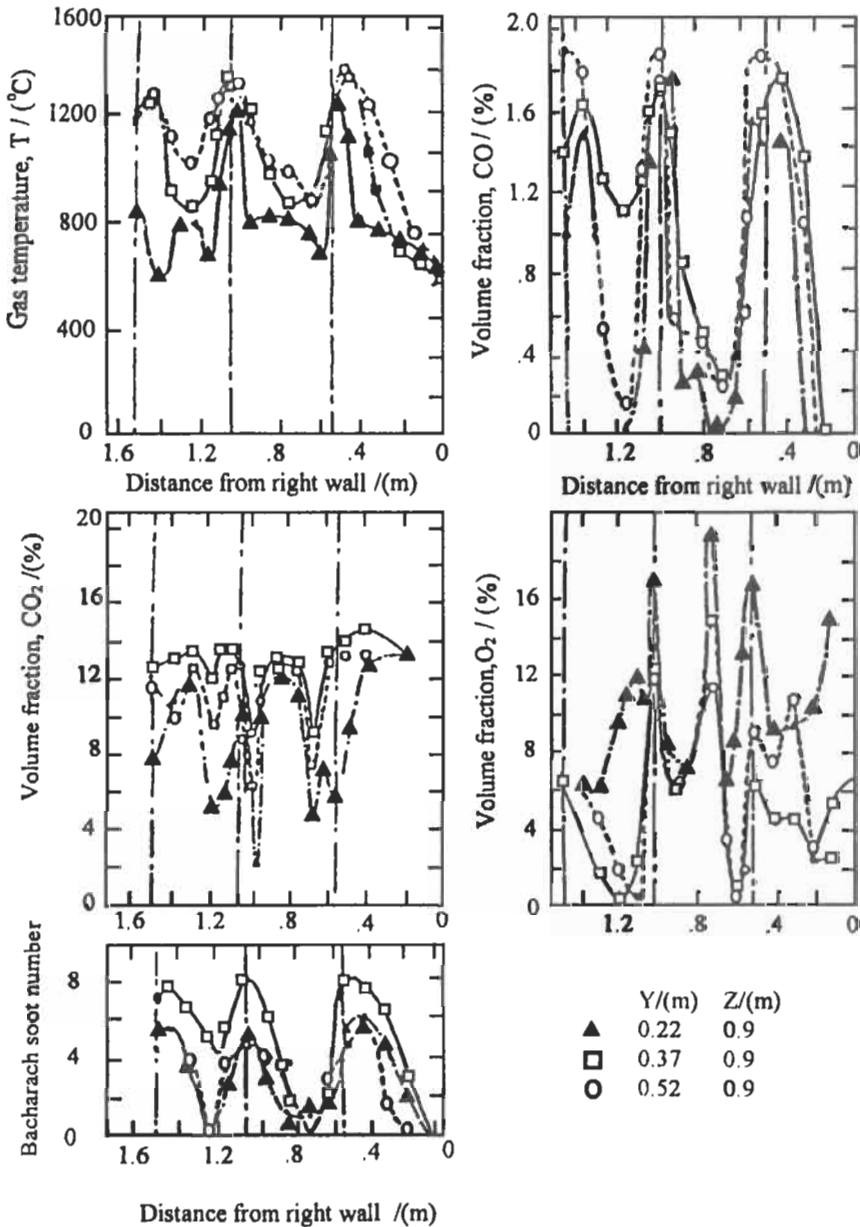 1600
1200
800
400
0
1.6 1.2 .8 .4 0
Gas temperature, T / (°C)
Distance from right wall /(m)
2.0
1.6
1.2
.8
.4
0
1.2 .8 .4 0
Volume fraction, CO / (%)
Distance from right wall /(m)
20
16
12
8
4
0
1.6 1.2 .8 .4 0
Volume fraction, CO₂ /(%)
16
12
8
4
0
1.2 .8 .4 0
Volume fraction,O₂ / (%)
8
4
0
1.6 1.2 .8 .4 0
Bacharach soot number
Distance from right wall /(m)
Y/(m) Z/(m)
▲ 0.22 0.9
□ 0.37 0.9
○ 0.52 0.9